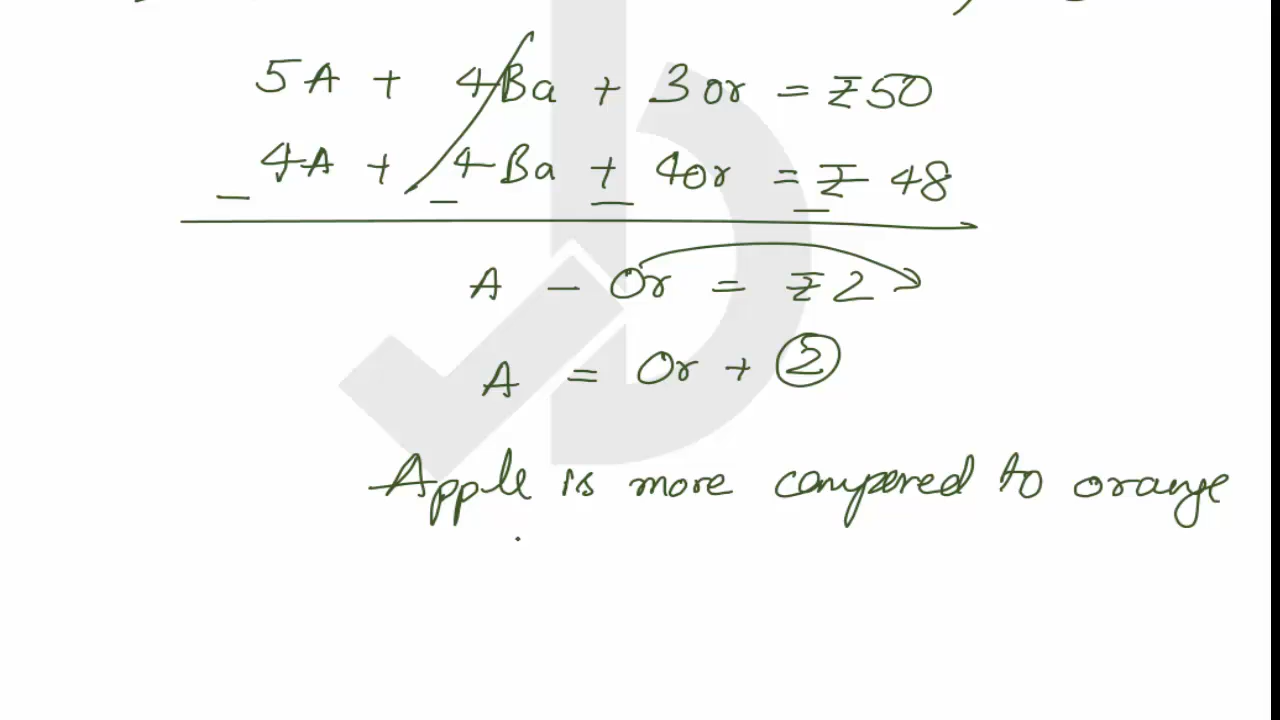 5A + 4Ba + 3or = ₹50
4A + 4Ba + 4or = ₹ 48
A - Or = ₹2
A = Or + 2
Apple is more compared to orange